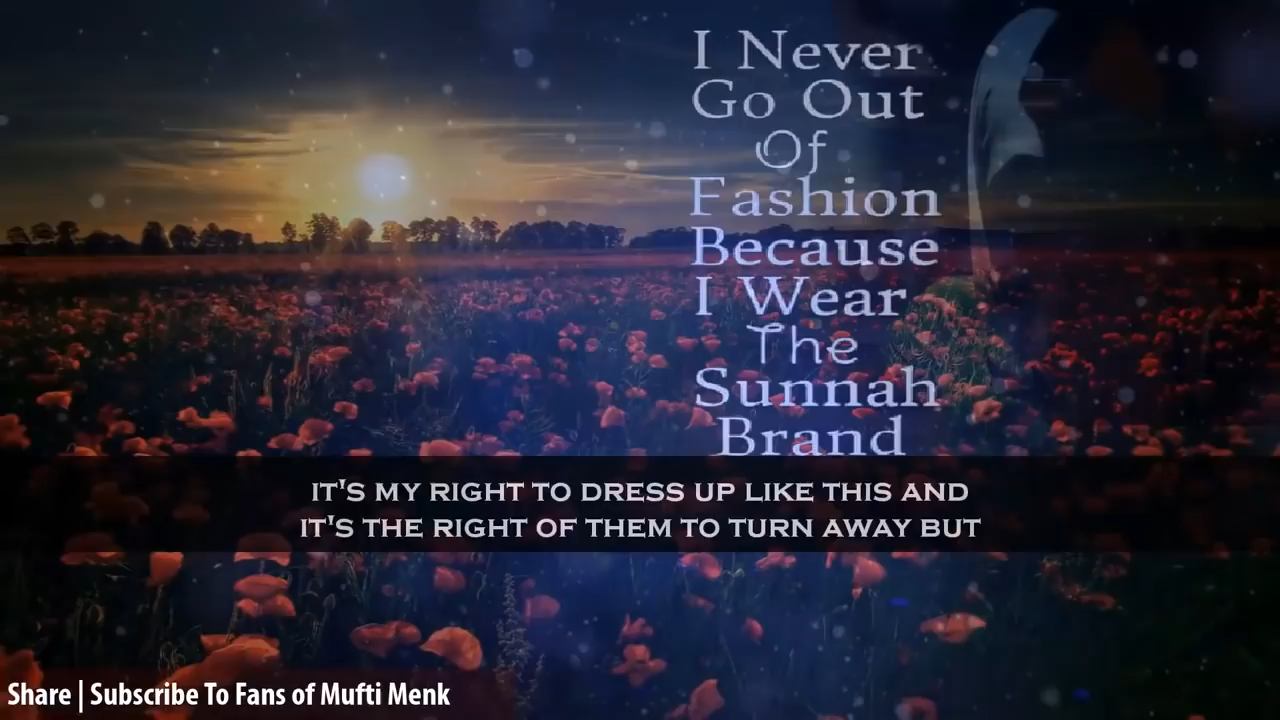 I Never
Go Out
Of
Fashion
Because
I Wear
The
Sunnah
Brand
IT'S MY RIGHT TO DRESS UP LIKE THIS AND
IT'S THE RIGHT OF THEM TO TURN AWAY BUT
Share | Subscribe To Fans of Mufti Menk